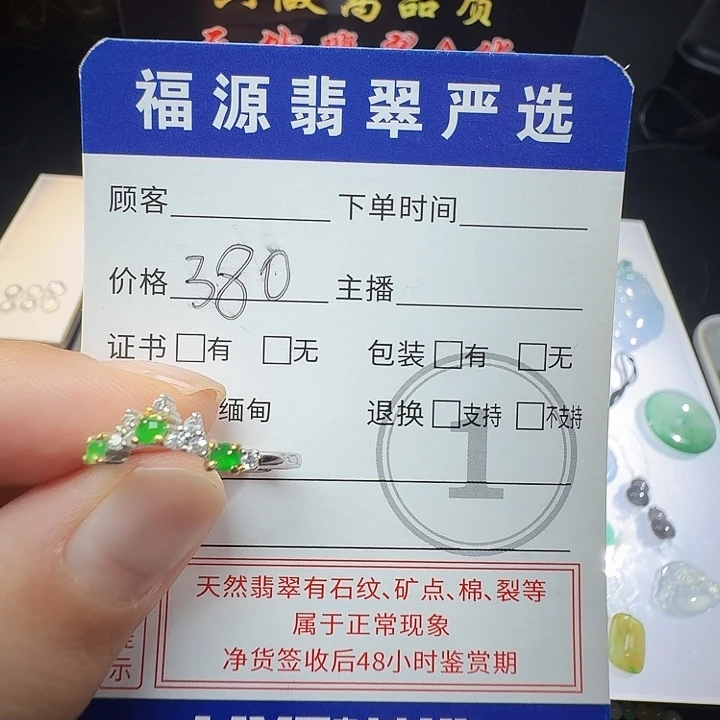 福源翡翠严选
顾客 下单时间
价格 380 主播
证书 □有 □无 包装 □有 □无
缅甸 退换 □支持 □不支持
1
天然翡翠有石纹、矿点、棉、裂等
属于正常现象
净货签收后48小时鉴赏期
示